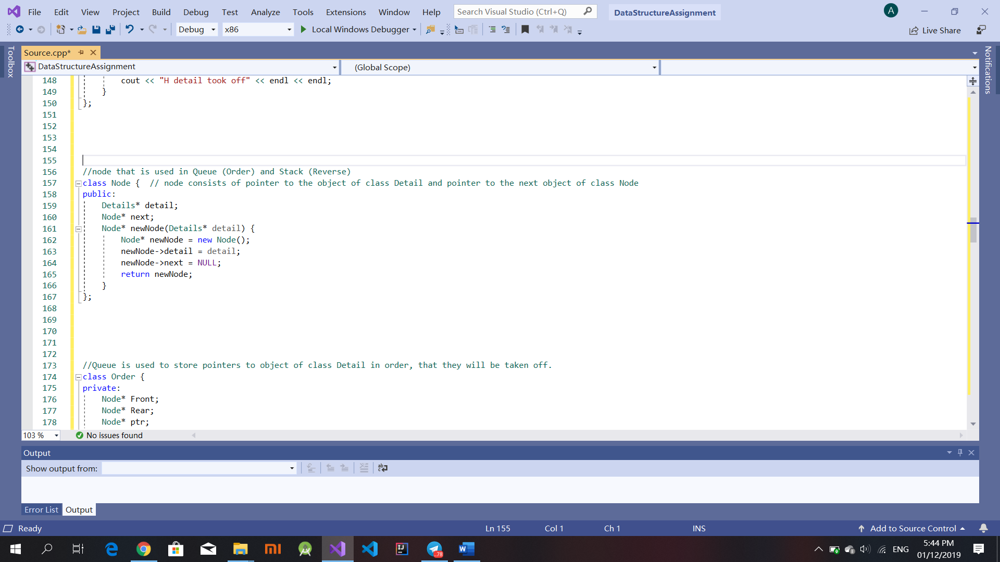 File Edit View Project Build Debug Test Analyze Tools Extensions Window Help Search Visual Studio (Ctrl+Q) DataStructureAssignment A
Debug x86 Local Windows Debugger Live Share
Toolbox
Source.cpp*
Notifications
DataStructureAssignment (Global Scope)
148 cout << "H detail took off" << endl << endl;
149 }
150 };
151
152
153
154
155
156 //node that is used in Queue (Order) and Stack (Reverse)
157 class Node { // node consists of pointer to the object of class Detail and pointer to the next object of class Node
158 public:
159 Details* detail;
160 Node* next;
161 Node* newNode(Details* detail) {
162 Node* newNode = new Node();
163 newNode->detail = detail;
164 newNode->next = NULL;
165 return newNode;
166 }
167 };
168
169
170
171
172
173 //Queue is used to store pointers to object of class Detail in order, that they will be taken off.
174 class Order {
175 private:
176 Node* Front;
177 Node* Rear;
178 Node* ptr;
103 % No issues found
Output
Show output from:
Error List Output
Ready Ln 155 Col 1 Ch 1 INS Add to Source Control
ENG 5:44 PM
01/12/2019